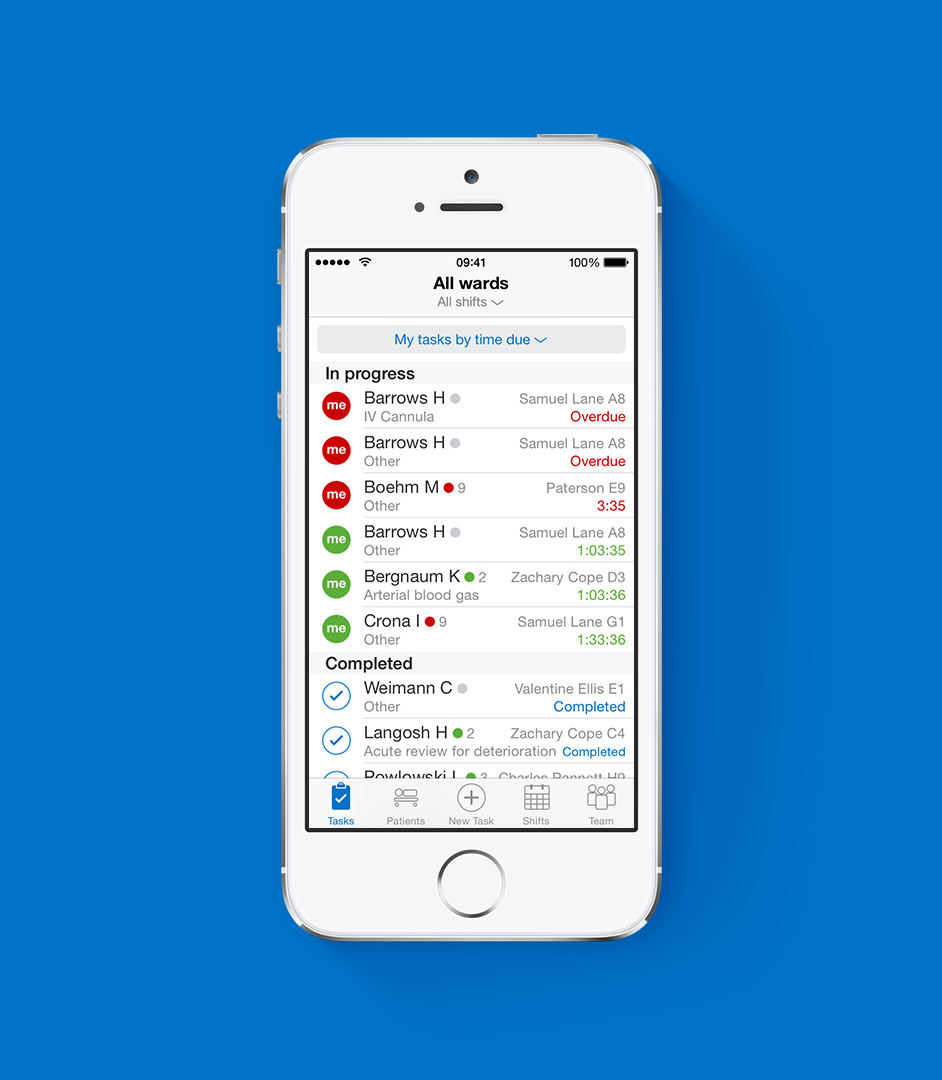 09:41
100%
All wards
All shifts
My tasks by time due
In progress
me
Barrows H
Samuel Lane A8
IV Cannula
Overdue
me
Barrows H
Samuel Lane A8
Other
Overdue
me
Boehm M 9
Paterson E9
Other
3:35
me
Barrows H
Samuel Lane A8
Other
1:03:35
me
Bergnaum K 2
Zachary Cope D3
Arterial blood gas
1:03:36
me
Crona I 9
Samuel Lane G1
Other
1:33:36
Completed
Weimann C
Valentine Ellis E1
Other
Completed
Langosh H 2
Zachary Cope C4
Acute review for deterioration
Completed
Powlowski L 3
Charles Pannett H9
Tasks
Patients
New Task
Shifts
Team